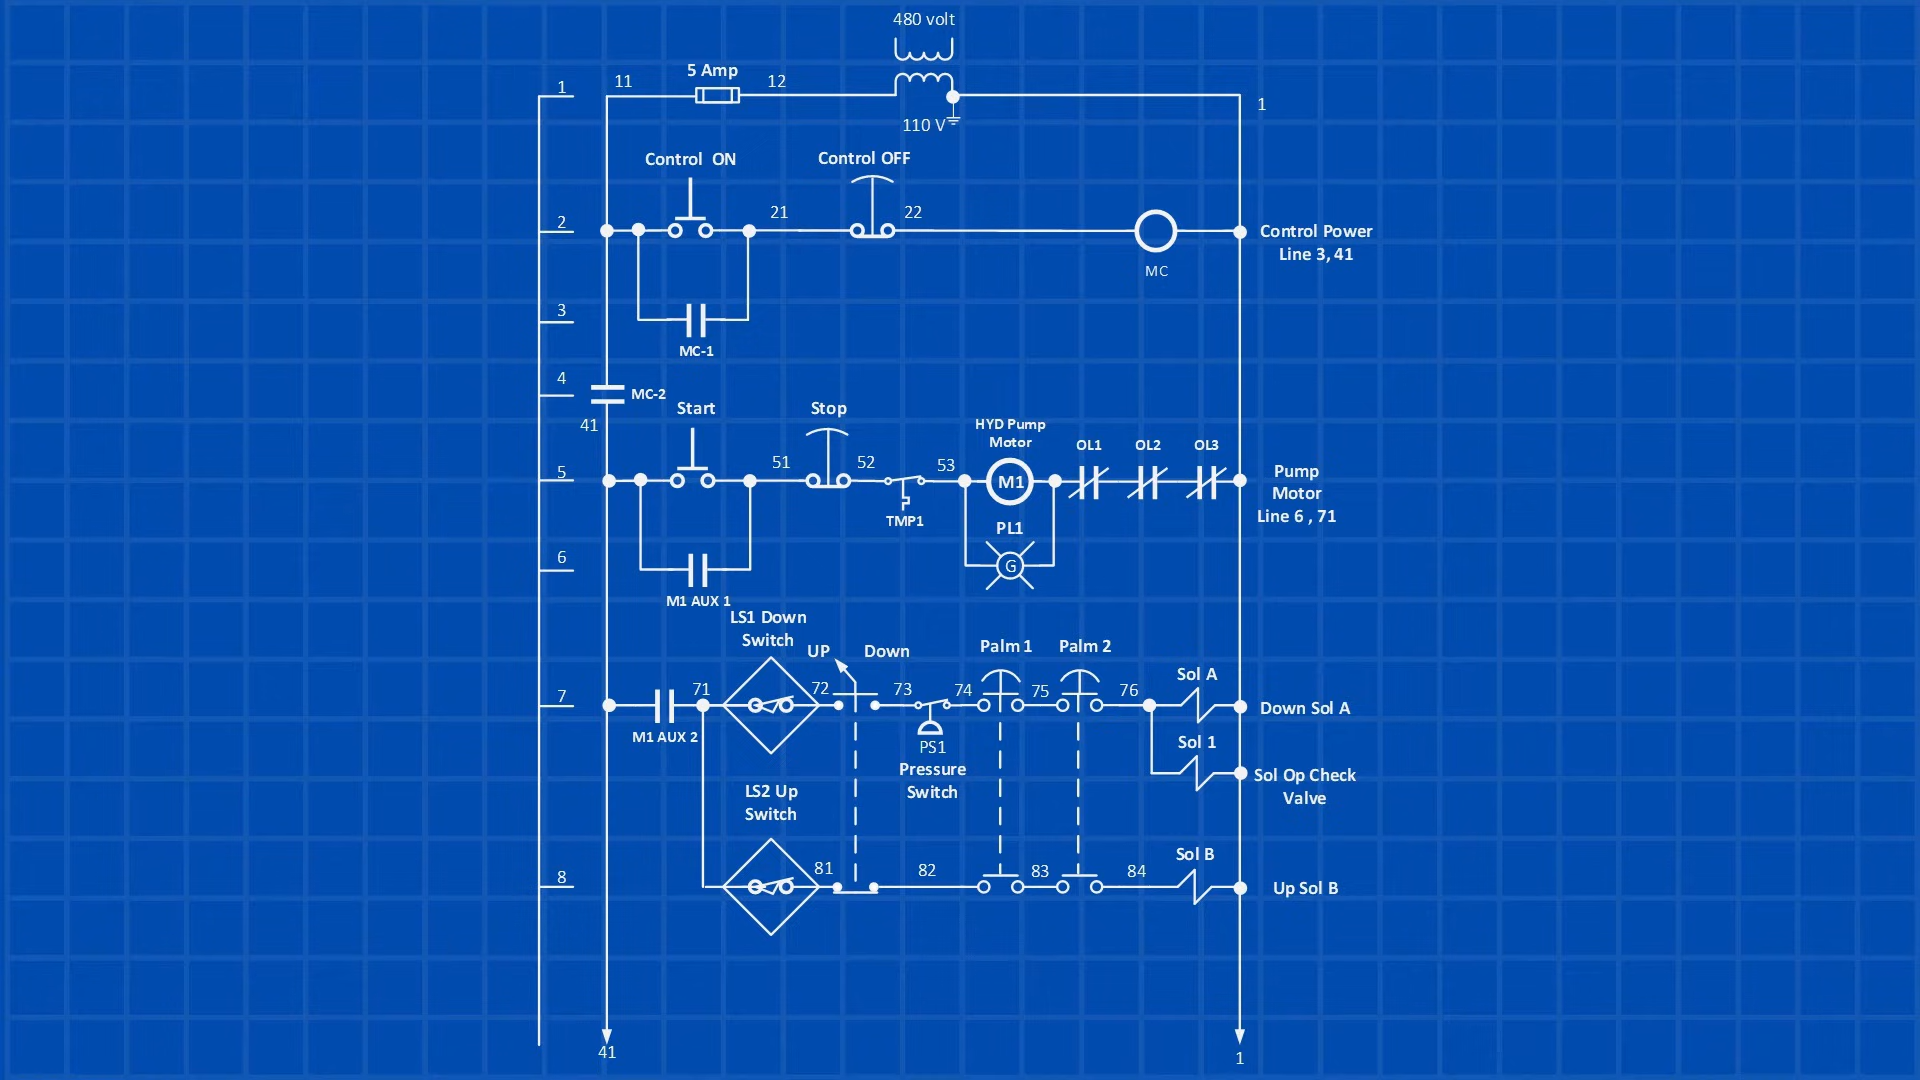 480 volt
1
11
5 Amp
12
1
110 V
Control ON
Control OFF
2
21
22
Control Power
Line 3, 41
MC
3
MC-1
4
MC-2
41
Start
Stop
HYD Pump
Motor
OL1
OL2
OL3
5
51
52
53
M1
Pump
Motor
Line 6 , 71
TMP1
PL1
6
G
M1 AUX 1
LS1 Down
Switch
UP
Down
Palm 1
Palm 2
Sol A
7
71
72
73
74
75
76
Down Sol A
M1 AUX 2
PS1
Pressure
Switch
Sol 1
Sol Op Check
Valve
LS2 Up
Switch
Sol B
8
81
82
83
84
Up Sol B
41
1